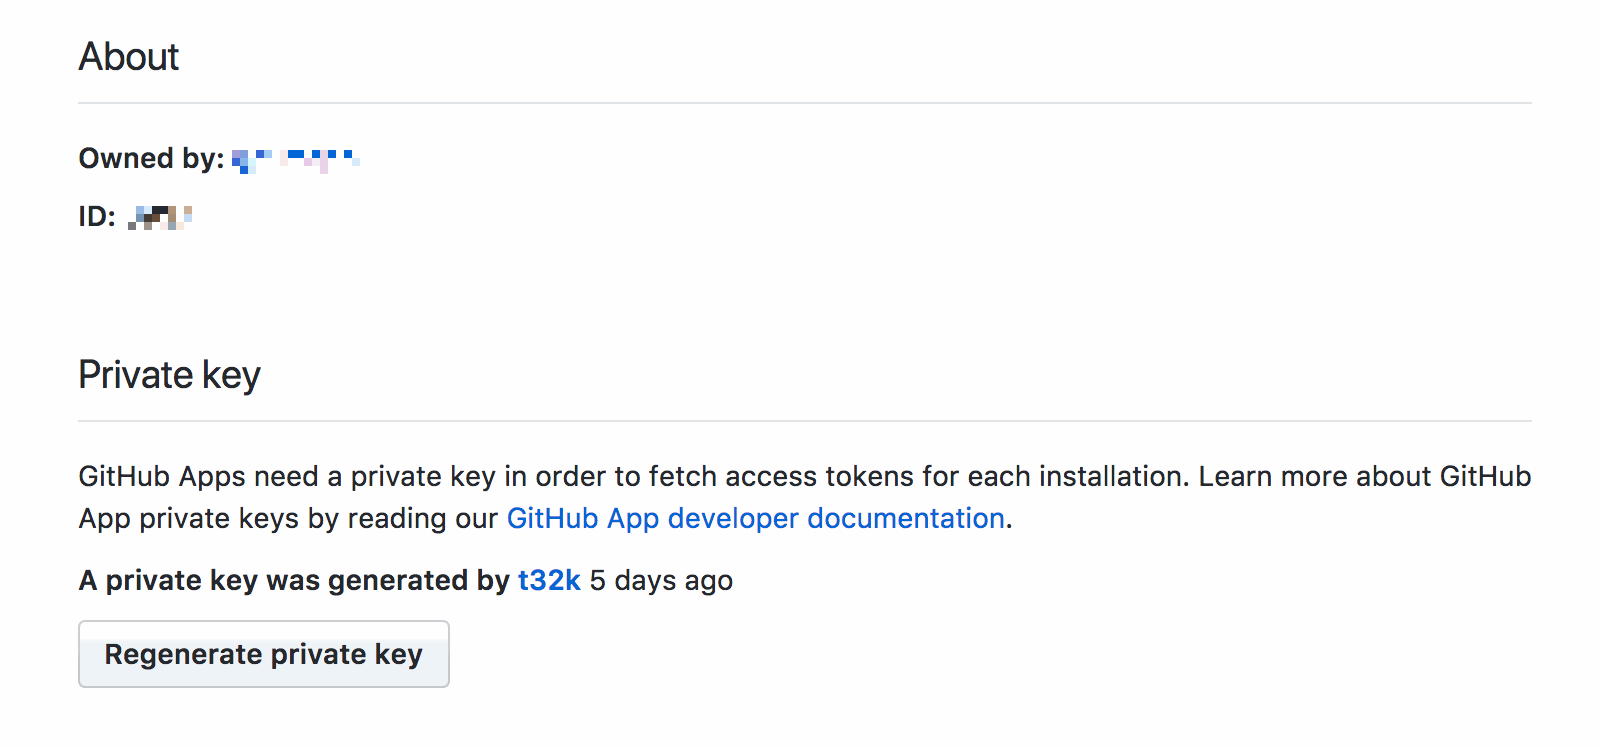 About
Owned by:
ID:
Private key
GitHub Apps need a private key in order to fetch access tokens for each installation. Learn more about GitHub
App private keys by reading our GitHub App developer documentation.
A private key was generated by t32k 5 days ago
Regenerate private key